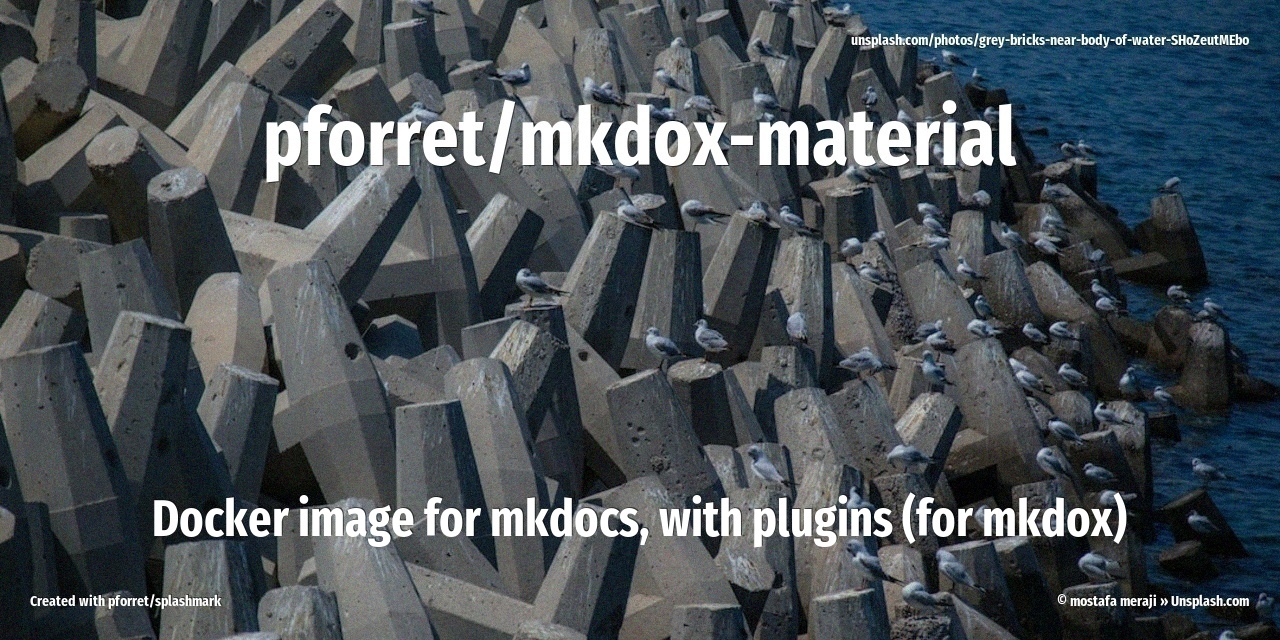 unsplash.com/photos/grey-bricks-near-body-of-water-SHoZeutMEbo
pforret/mkdox-material
Docker image for mkdocs, with plugins (for mkdox)
Created with pforret/splashmark
© mostafa meraji » Unsplash.com